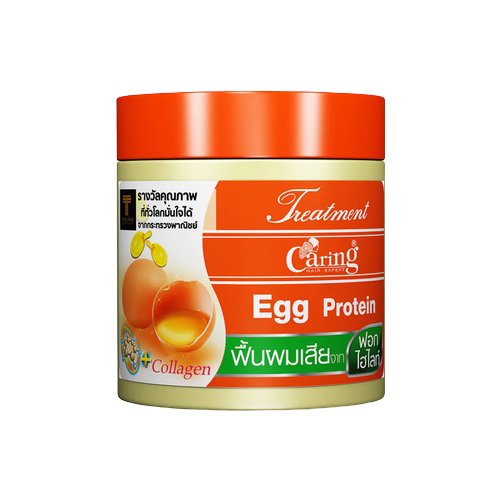 รางวัลคุณภาพ
ที่ทั่วโลกมั่นใจได้
จากกระทรวงพาณิชย์
Treatment
Caring®
HAIR EXPERT
Egg Protein
+Collagen
ฟื้นผมเสียจาก
ฟอก
ไฮไลท์